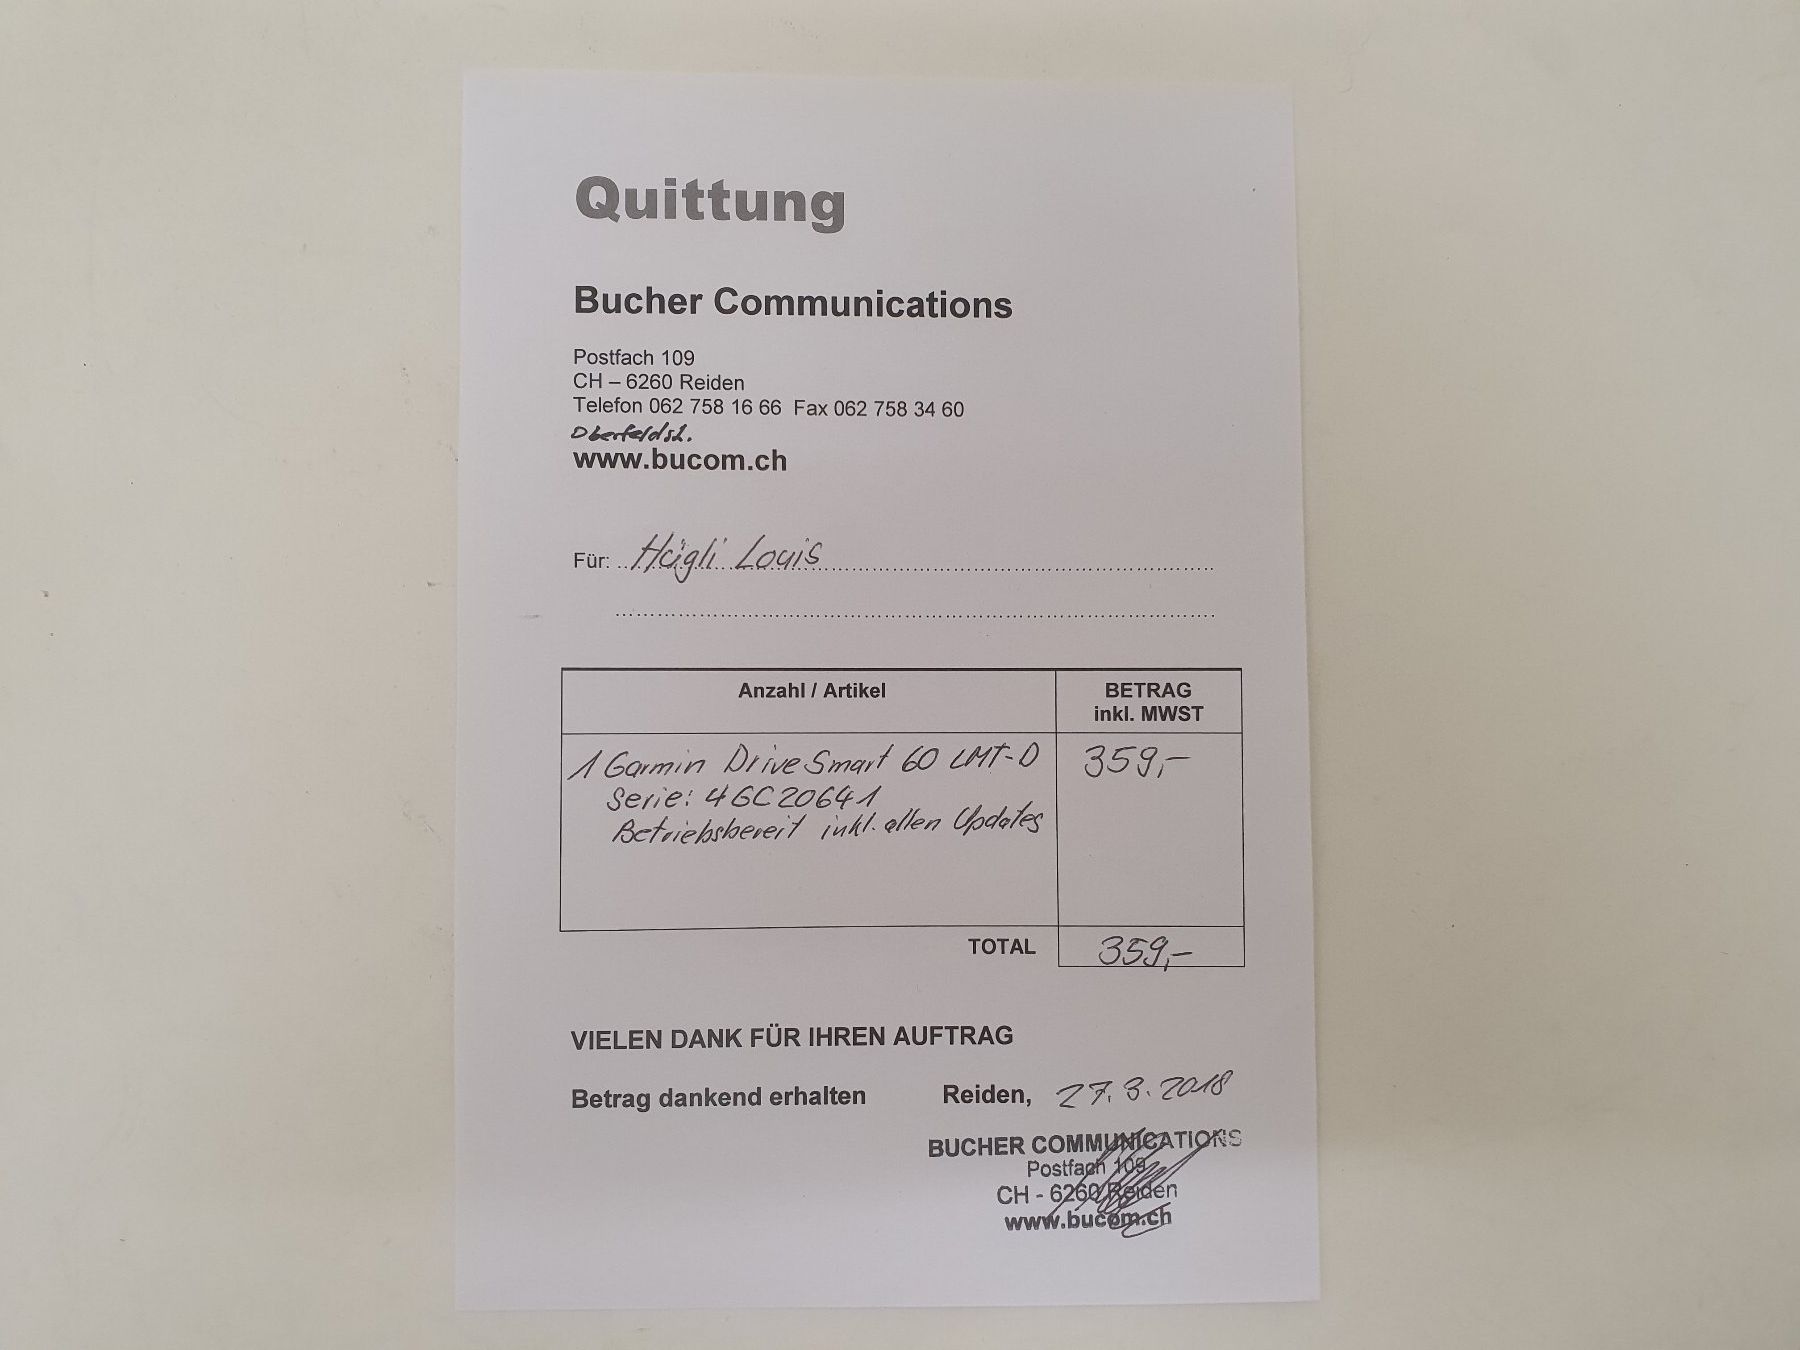 Quittung
Bucher Communications
Postfach 109
CH – 6260 Reiden
Telefon 062 758 16 66  Fax 062 758 34 60
Oberfeldst.
www.bucom.ch
Für: Hügli Louis
Anzahl / Artikel BETRAG
inkl. MWST
1 Garmin DriveSmart 60 LMT-D 359,-
Serie: 4GC20641
Betriebsbereit inkl. allen Updates
TOTAL 359,-
VIELEN DANK FÜR IHREN AUFTRAG
Betrag dankend erhalten Reiden, 27.3.2018
BUCHER COMMUNICATIONS
Postfach 109
CH - 6260 Reiden
www.bucom.ch